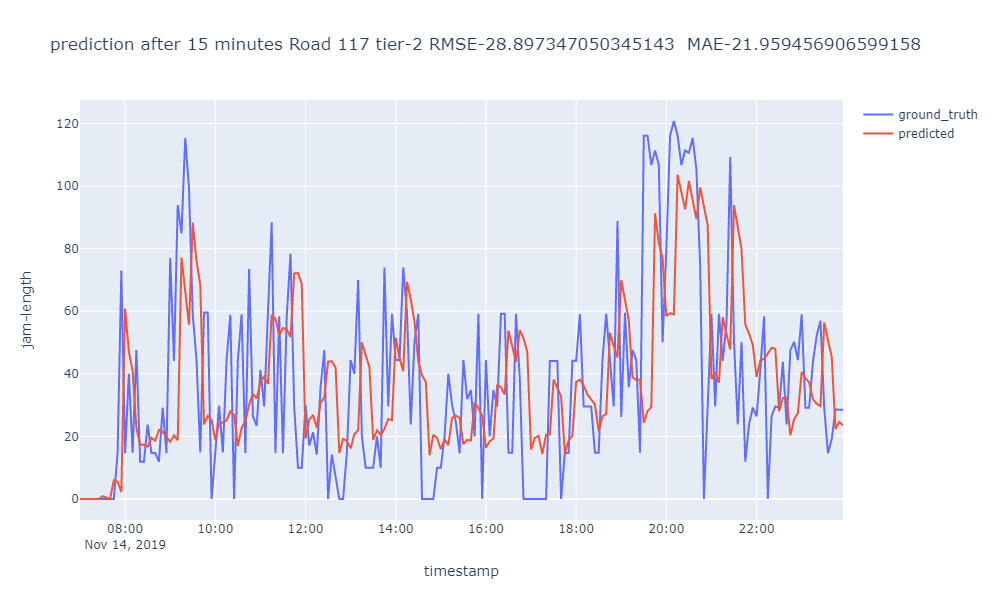 prediction after 15 minutes Road 117 tier-2 RMSE-28.897347050345143 MAE-21.959456906599158
ground_truth
predicted
120
100
80
60
40
20
0
jam-length
08:00 10:00 12:00 14:00 16:00 18:00 20:00 22:00
Nov 14, 2019
timestamp